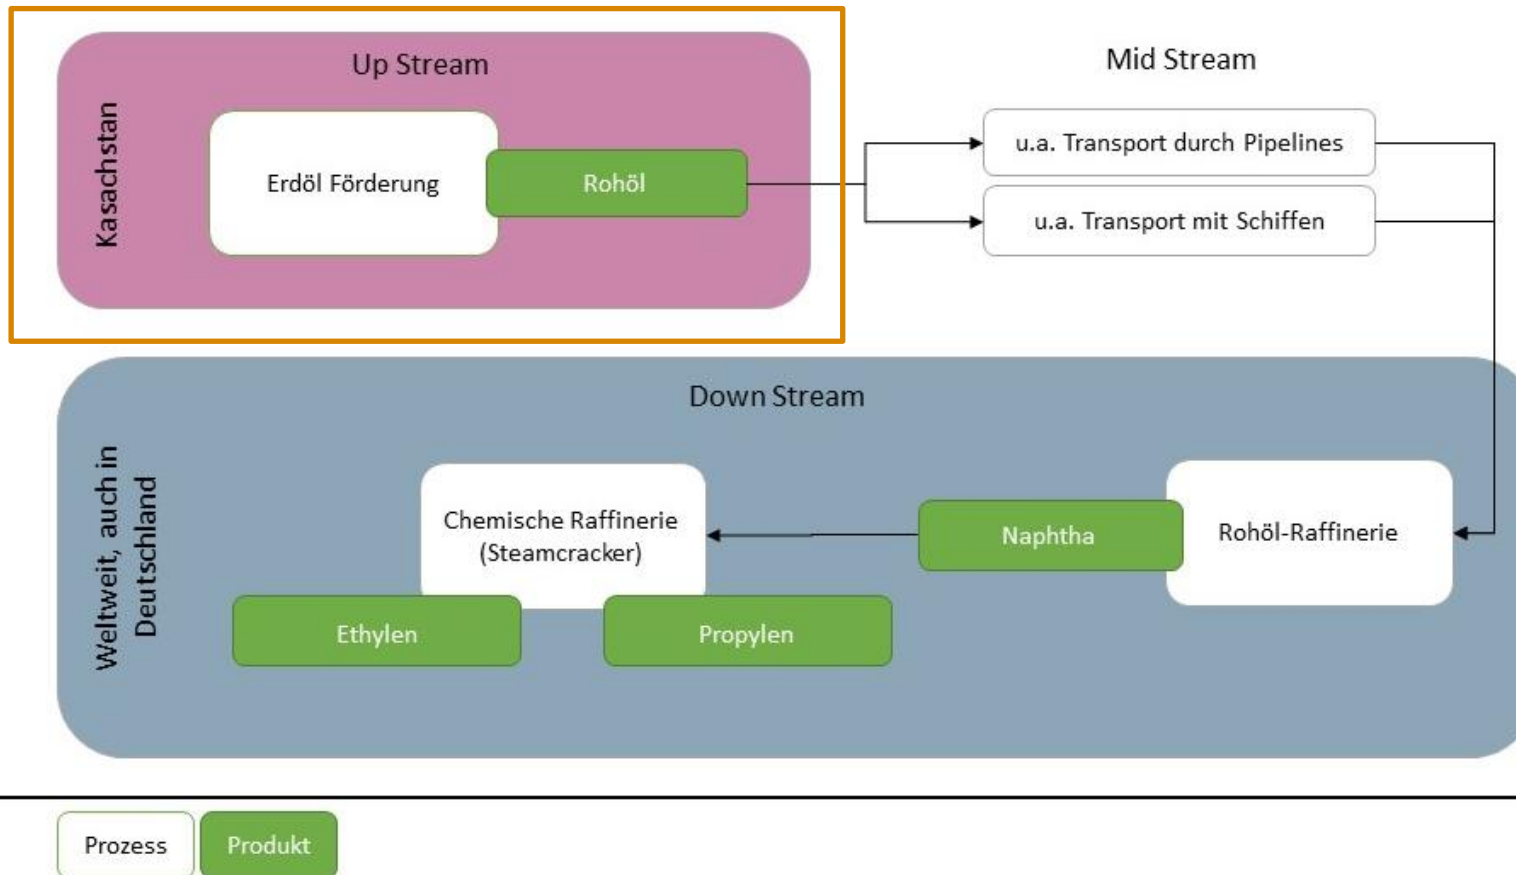 Up Stream
Kasachstan
Erdöl Förderung
Rohöl
Mid Stream
u.a. Transport durch Pipelines
u.a. Transport mit Schiffen
Down Stream
Weltweit, auch in
Deutschland
Chemische Raffinerie
(Steamcracker)
Naphtha
Rohöl-Raffinerie
Ethylen
Propylen
Prozess
Produkt